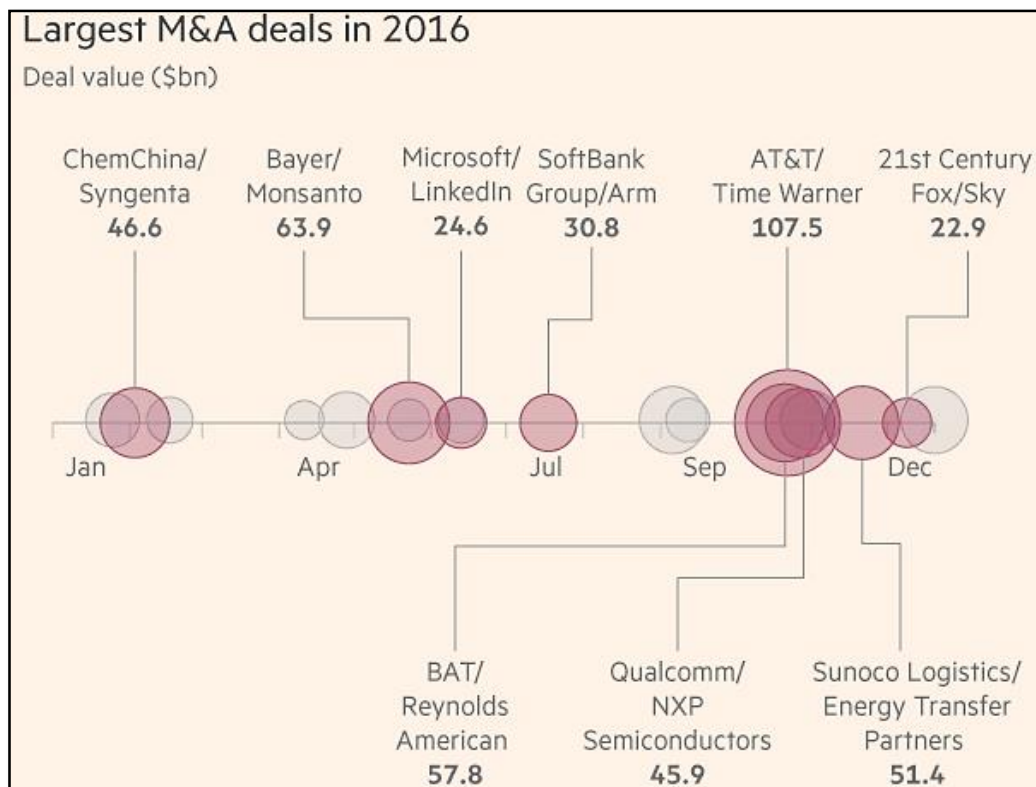 Largest M&A deals in 2016
Deal value ($bn)
ChemChina/
Syngenta
46.6
Bayer/
Monsanto
63.9
Microsoft/
LinkedIn
24.6
SoftBank
Group/Arm
30.8
AT&T/
Time Warner
107.5
21st Century
Fox/Sky
22.9
Jan
Apr
Jul
Sep
Dec
BAT/
Reynolds
American
57.8
Qualcomm/
NXP
Semiconductors
45.9
Sunoco Logistics/
Energy Transfer
Partners
51.4